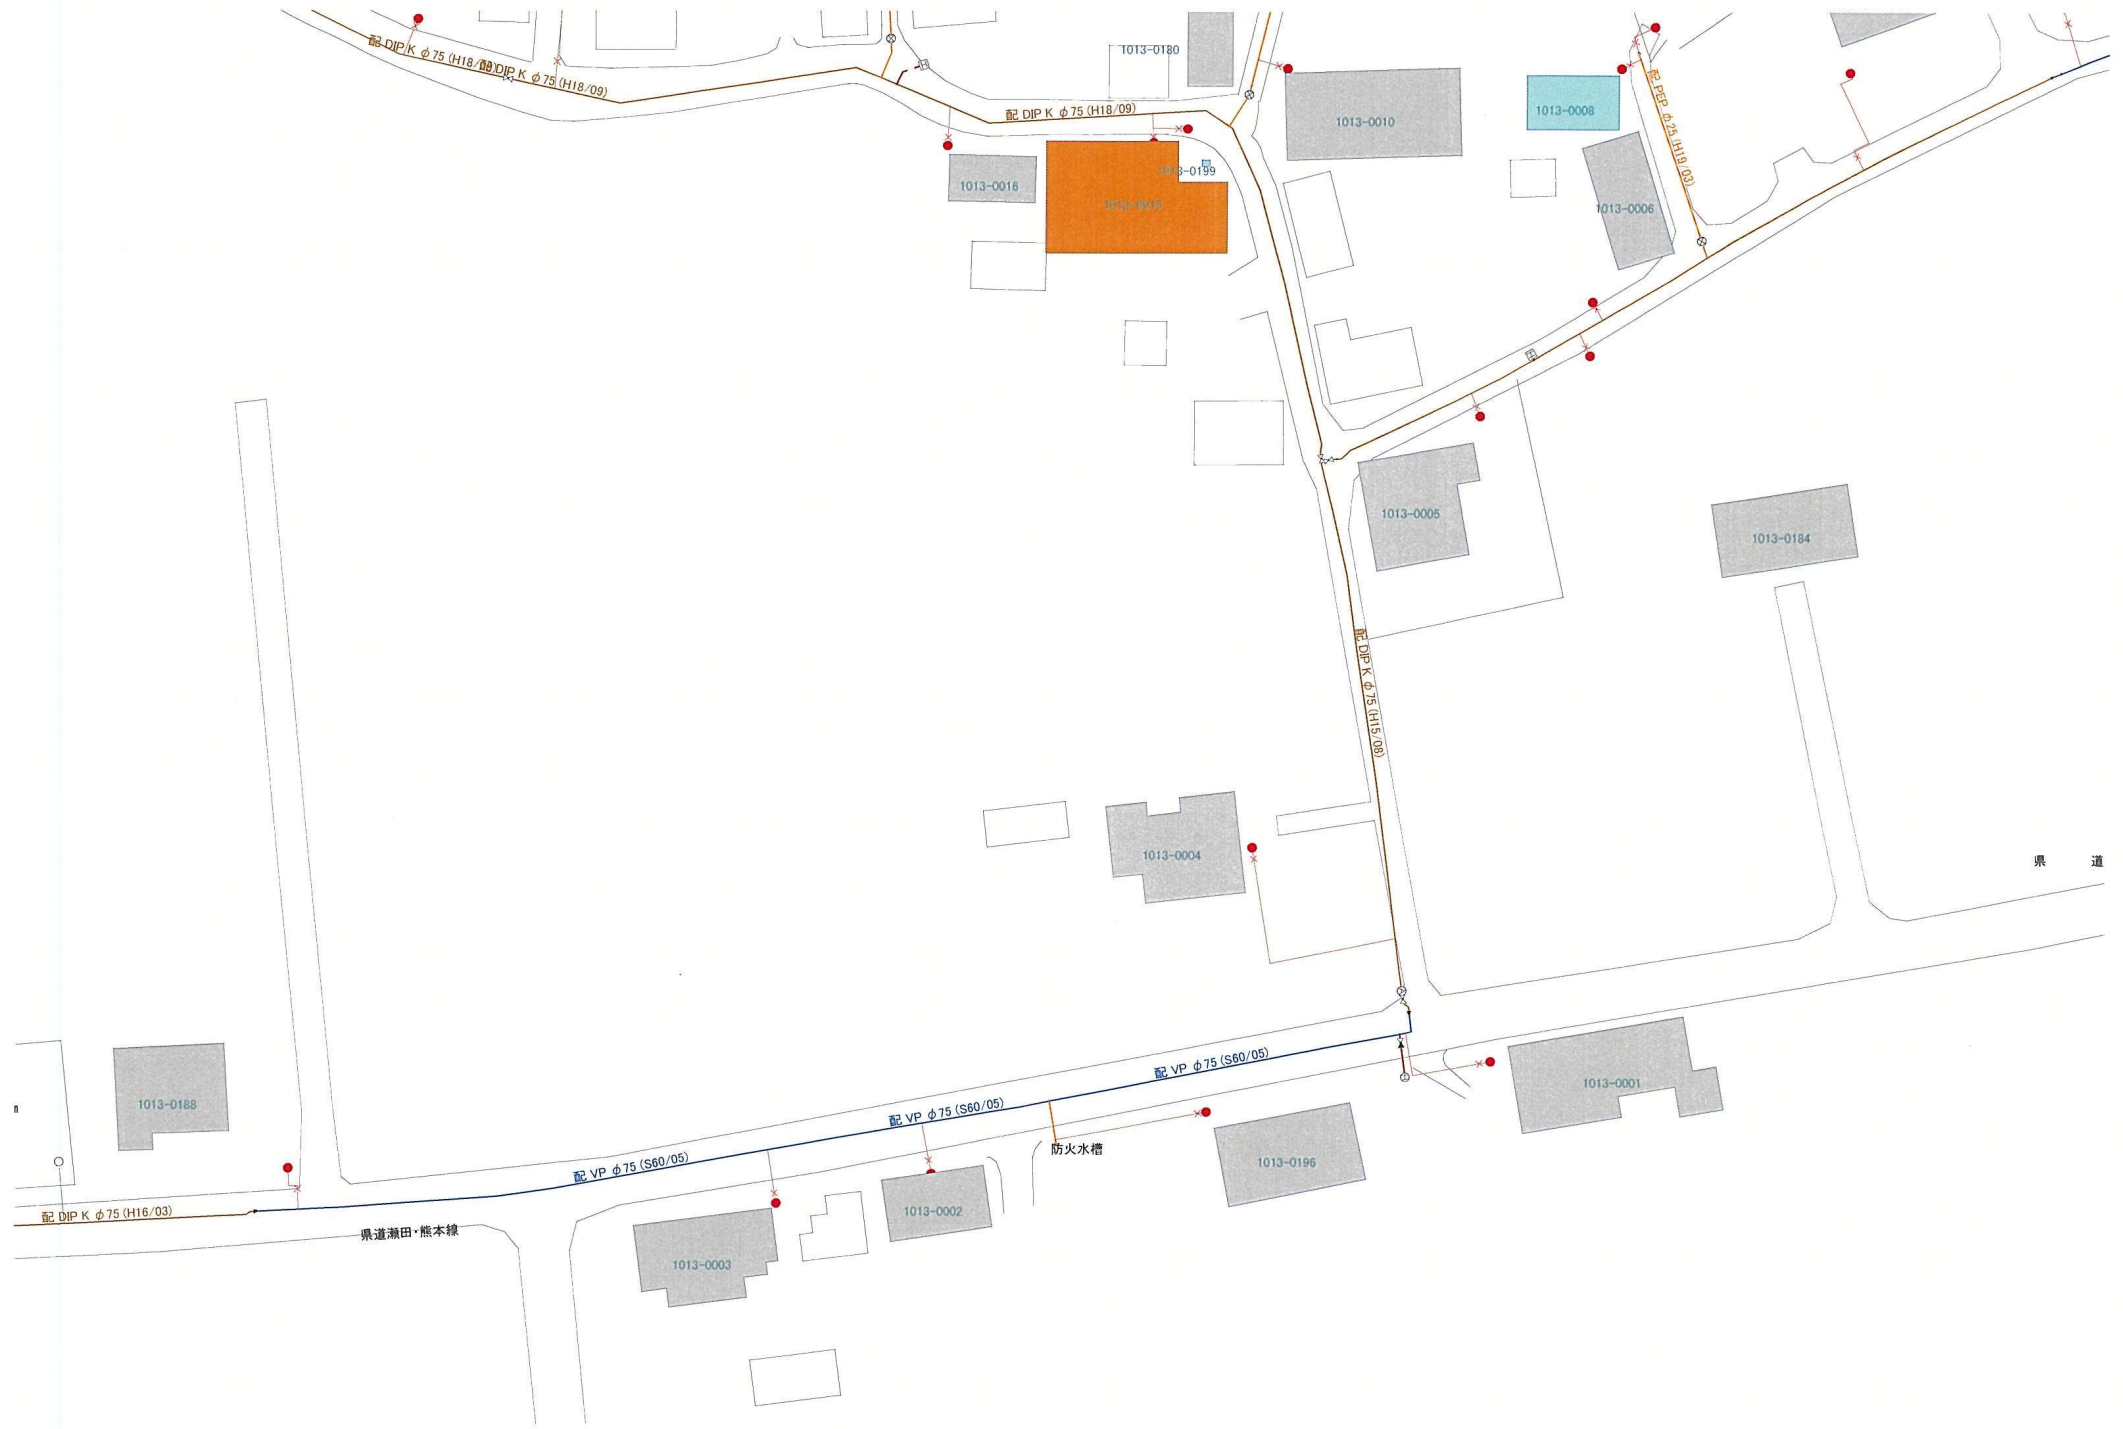 配 DIP K φ75 (H18/09)
配 DIP K φ75 (H18/09)
1013-0180
配 DIP K φ75 (H18/09)
1013-0010
1013-0008
配 PEP φ25 (H19/03)
1013-0016
1013-0199
1013-0006
1013-0005
1013-0184
配 DIP K φ75 (H15/08)
1013-0004
県 道
配 VP φ75 (S60/05)
1013-0001
1013-0188
配 VP φ75 (S60/05)
防火水槽
1013-0196
配 VP φ75 (S60/05)
配 DIP K φ75 (H16/03)
県道瀬田・熊本線
1013-0002
1013-0003